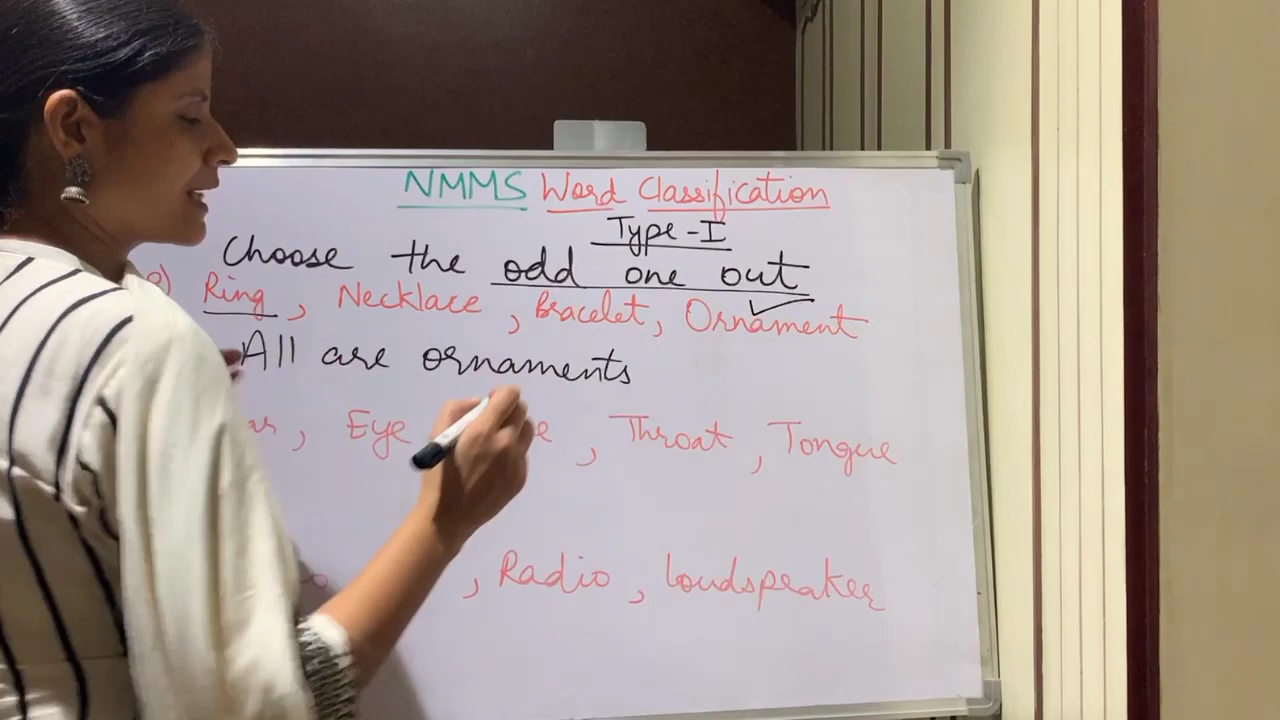 NMMS Word Classification
Type-I
Choose the odd one out
Ring, Necklace, Bracelet, Ornament
All are ornaments
, Eye , Throat, Tongue
, Radio, Loudspeaker